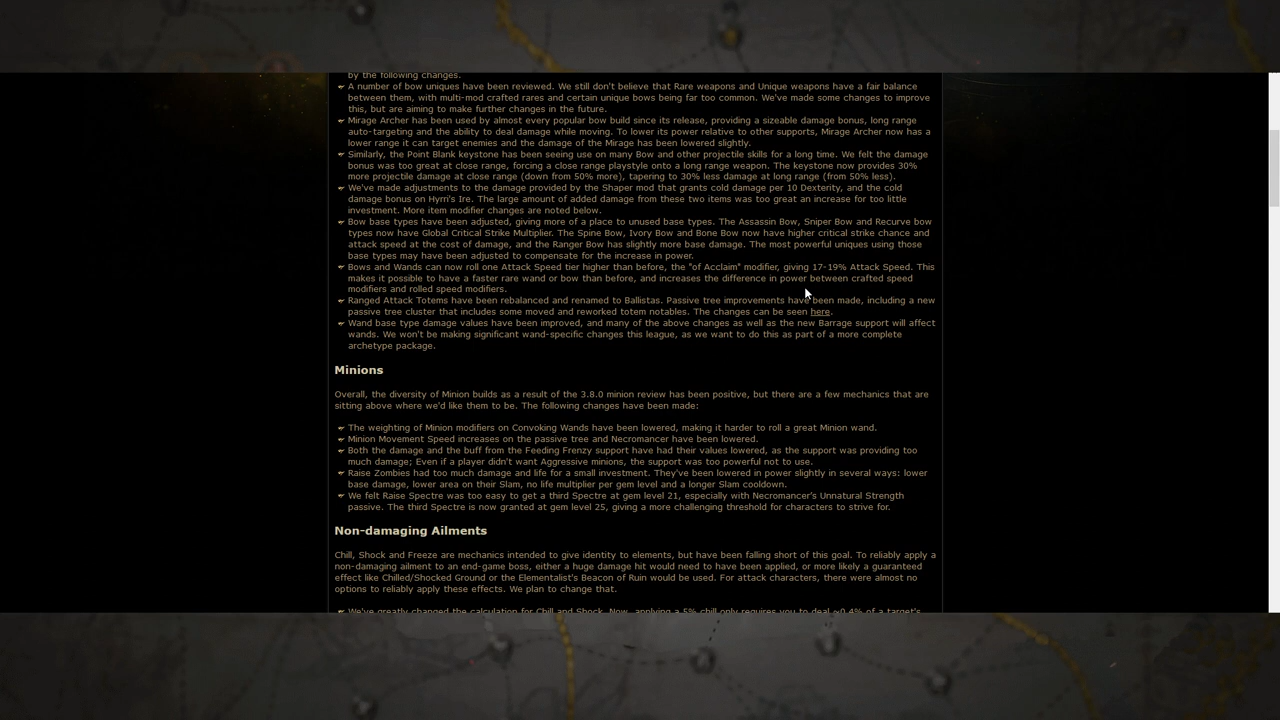 by the following changes.
A number of bow uniques have been reviewed. We still don't believe that Rare weapons and Unique weapons have a fair balance
between them, with multi-mod crafted rares and certain unique bows being far too common. We've made some changes to improve
this, but are aiming to make further changes in the future.
Mirage Archer has been used by almost every popular bow build since its release, providing a sizeable damage bonus, long range
auto-targeting and the ability to deal damage while moving. To lower its power relative to other supports, Mirage Archer now has a
lower range it can target enemies and the damage of the Mirage has been lowered slightly.
Similarly, the Point Blank keystone has been seeing use on many Bow and other projectile skills for a long time. We felt the damage
bonus was too great at close range, forcing a close range playstyle onto a long range weapon. The keystone now provides 30%
more projectile damage at close range (down from 50% more), tapering to 30% less damage at long range (from 50% less).
We've made adjustments to the damage provided by the Shaper mod that grants cold damage per 10 Dexterity, and the cold
damage bonus on Hyrri's Ire. The large amount of added damage from these two items was too great an increase for too little
investment. More item modifier changes are noted below.
Bow base types have been adjusted, giving more of a place to unused base types. The Assassin Bow, Sniper Bow and Recurve bow
types now have Global Critical Strike Multiplier. The Spine Bow, Ivory Bow and Bone Bow now have higher critical strike chance and
attack speed at the cost of damage, and the Ranger Bow has slightly more base damage. The most powerful uniques using those
base types may have been adjusted to compensate for the increase in power.
Bows and Wands can now roll one Attack Speed tier higher than before, the "of Acclaim" modifier, giving 17-19% Attack Speed. This
makes it possible to have a faster rare wand or bow than before, and increases the difference in power between crafted speed
modifiers and rolled speed modifiers.
Ranged Attack Totems have been rebalanced and renamed to Ballistas. Passive tree improvements have been made, including a new
passive tree cluster that includes some moved and reworked totem notables. The changes can be seen here.
Wand base type damage values have been improved, and many of the above changes as well as the new Barrage support will affect
wands. We won't be making significant wand-specific changes this league, as we want to do this as part of a more complete
archetype package.
Minions
Overall, the diversity of Minion builds as a result of the 3.8.0 minion review has been positive, but there are a few mechanics that are
sitting above where we'd like them to be. The following changes have been made:
The weighting of Minion modifiers on Convoking Wands have been lowered, making it harder to roll a great Minion wand.
Minion Movement Speed increases on the passive tree and Necromancer have been lowered.
Both the damage and the buff from the Feeding Frenzy support have had their values lowered, as the support was providing too
much damage; Even if a player didn't want Aggressive minions, the support was too powerful not to use.
Raise Zombies had too much damage and life for a small investment. They've been lowered in power slightly in several ways: lower
base damage, lower area on their Slam, no life multiplier per gem level and a longer Slam cooldown.
We felt Raise Spectre was too easy to get a third Spectre at gem level 21, especially with Necromancer's Unnatural Strength
passive. The third Spectre is now granted at gem level 25, giving a more challenging threshold for characters to strive for.
Non-damaging Ailments
Chill, Shock and Freeze are mechanics intended to give identity to elements, but have been falling short of this goal. To reliably apply a
non-damaging ailment to an end-game boss, either a huge damage hit would need to have been applied, or more likely a guaranteed
effect like Chilled/Shocked Ground or the Elementalist's Beacon of Ruin would be used. For attack characters, there were almost no
options to reliably apply these effects. We plan to change that.
We've greatly changed the calculation for Chill and Shock. Now, applying a 5% chill only requires you to deal ~0.4% of a target's